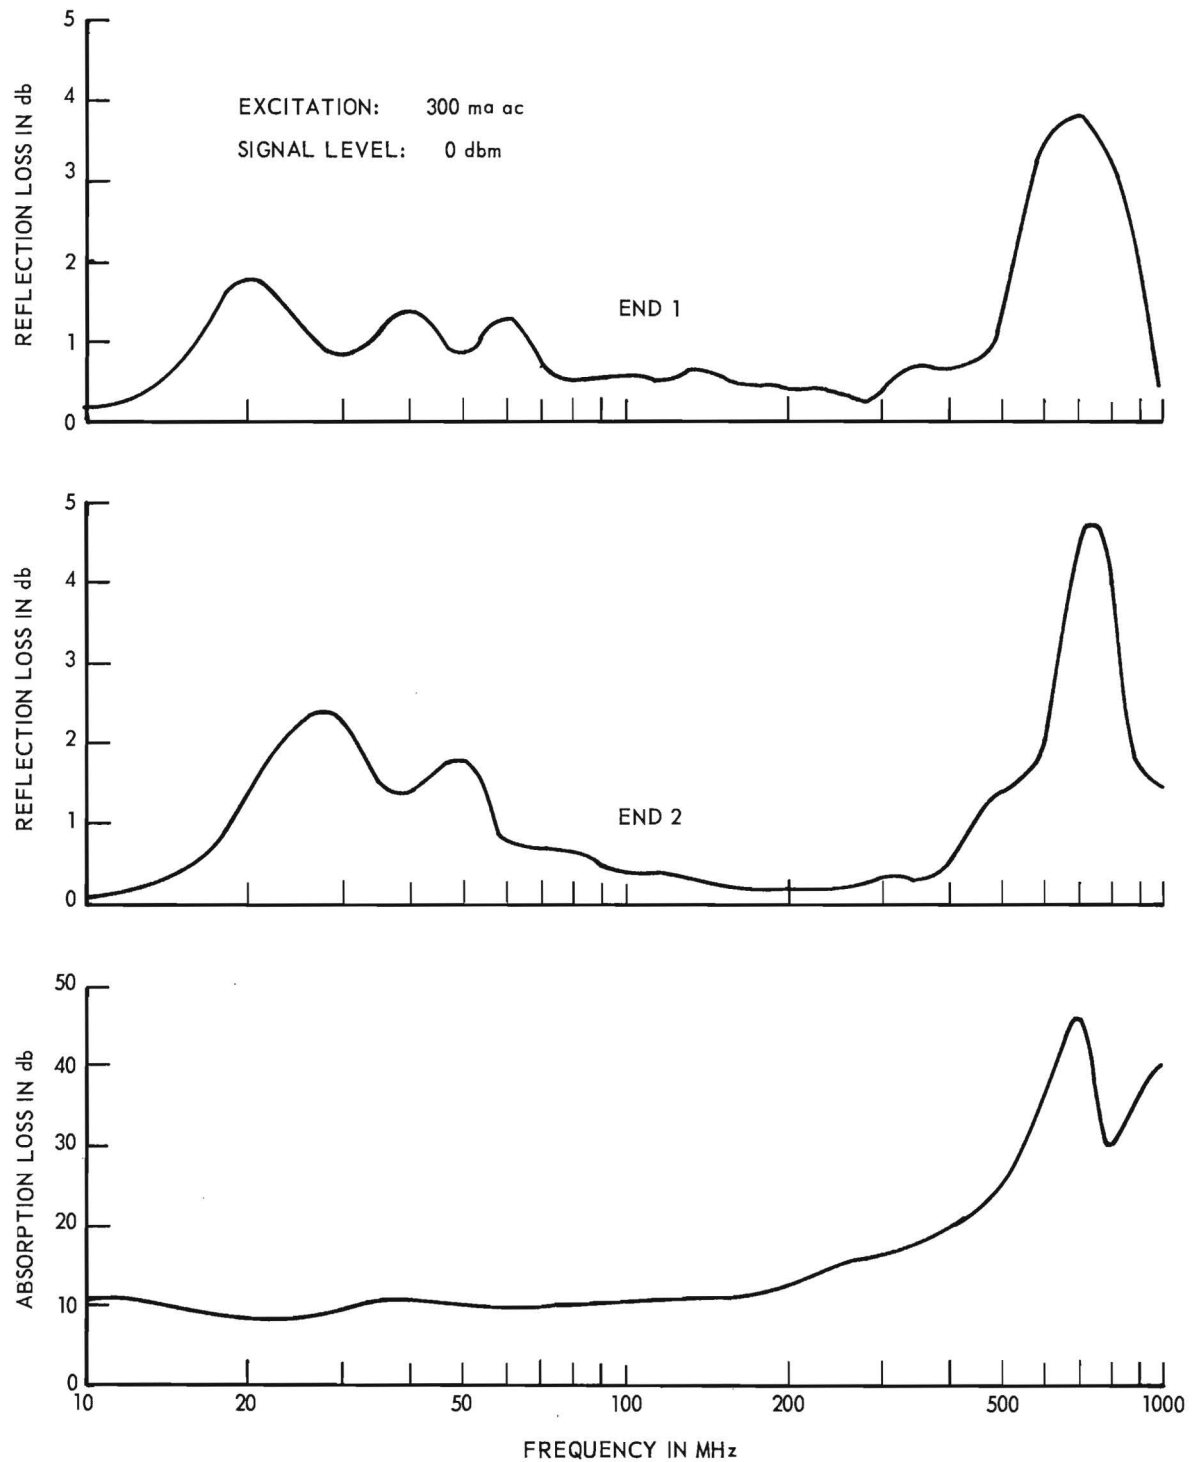 REFLECTION LOSS IN db
5
4
3
2
1
0
EXCITATION: 300 ma ac
SIGNAL LEVEL: 0 dbm
END 1
REFLECTION LOSS IN db
5
4
3
2
1
0
END 2
ABSORPTION LOSS IN db
50
40
30
20
10
0
10 20 50 100 200 500 1000
FREQUENCY IN MHz